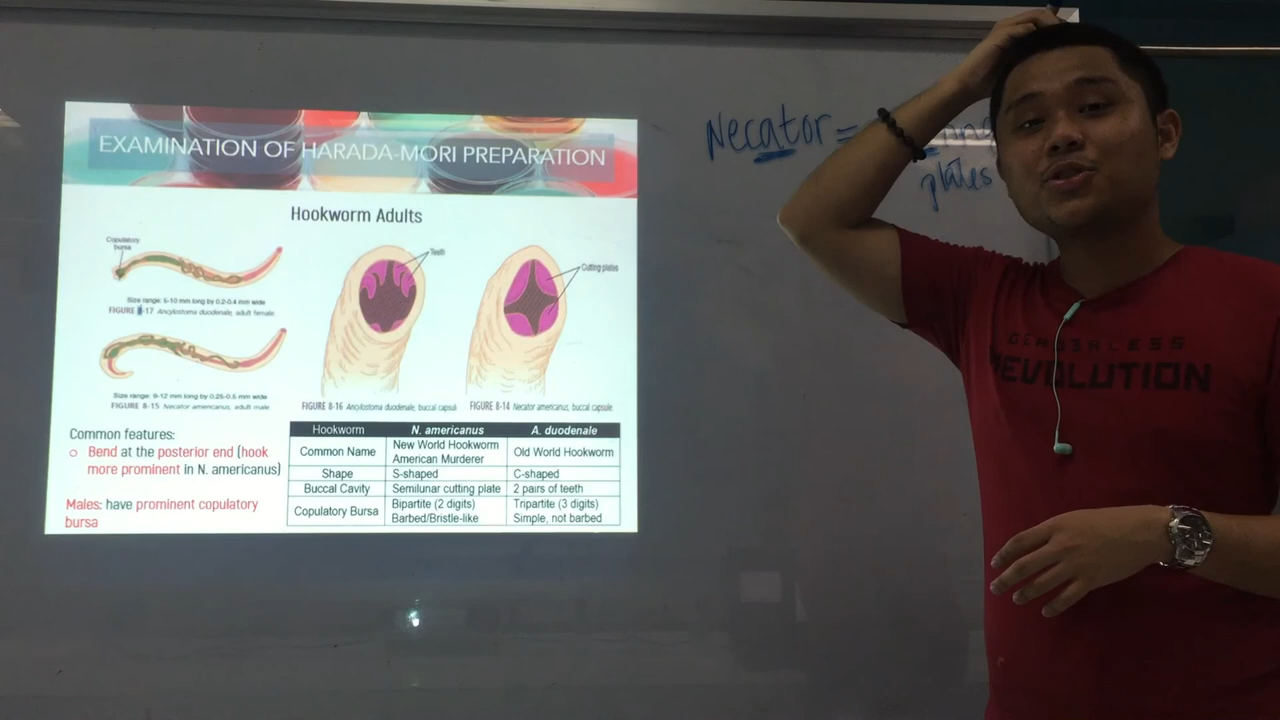 EXAMINATION OF HARADA-MORI PREPARATION
Hookworm Adults
Copulatory
bursa
Size range: 5-10 mm long by 0.2-0.4 mm wide
FIGURE 8-17 Ancylostoma duodenale, adult female.
Size range: 9-12 mm long by 0.25-0.5 mm wide
FIGURE 8-15 Necator americanus, adult male
Teeth
FIGURE 8-16 Ancylostoma duodenale, buccal capsul
Cutting plates
FIGURE 8-14 Necator americanus, buccal capsule.
Common features:
Bend at the posterior end (hook
more prominent in N. americanus)
Males: have prominent copulatory
bursa
Hookworm N. americanus A. duodenale
Common Name New World Hookworm American Murderer Old World Hookworm
Shape S-shaped C-shaped
Buccal Cavity Semilunar cutting plate 2 pairs of teeth
Copulatory Bursa Bipartite (2 digits) Barbed/Bristle-like Tripartite (3 digits) Simple, not barbed
Necator =
plates
GENDERLESS
REVOLUTION